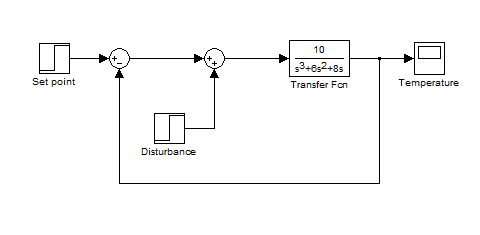 10
s³+6s²+8s
Set point
Transfer Fcn
Temperature
Disturbance